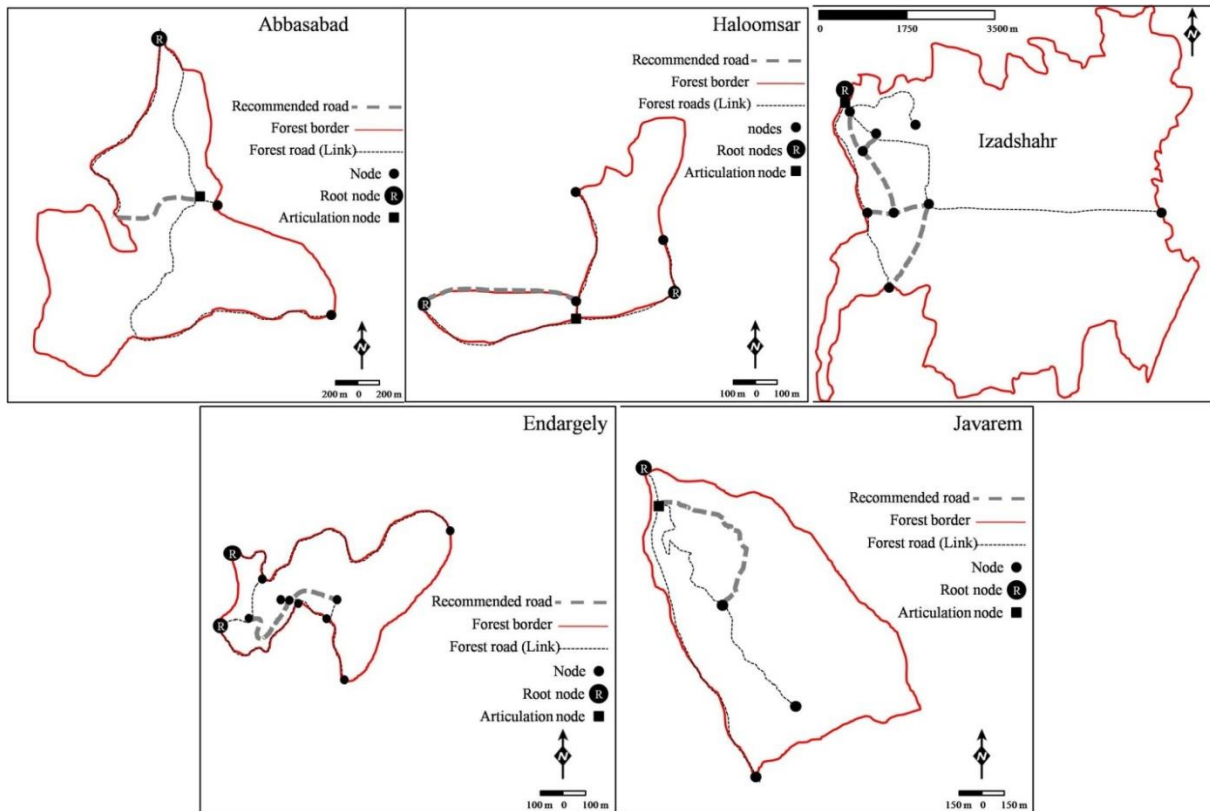 Abbasabad
R
Recommended road
Forest border
Forest road (Link)
Node
Root node R
Articulation node
N
200 m 0 200 m
Haloomsar
Recommended road
Forest border
Forest roads (Link)
nodes
Root nodes R
Articulation node
R
R
N
100 m 0 100 m
0 1750 3500 m
N
R
Izadshahr
Endargely
R
R
Recommended road
Forest border
Forest road (Link)
Node
Root node R
Articulation node
N
100 m 0 100 m
Javarem
R
Recommended road
Forest border
Forest road (Link)
Node
Root node R
Articulation node
N
150 m 0 150 m